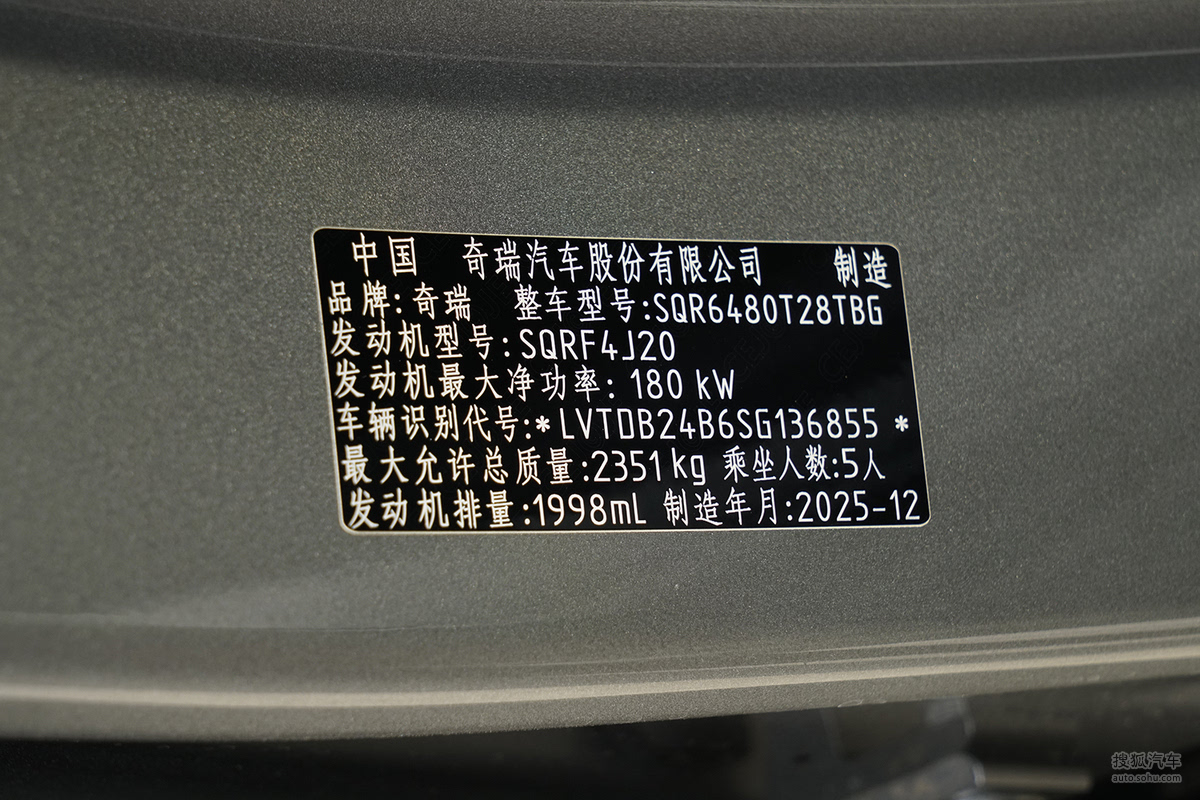 中国 奇瑞汽车股份有限公司 制造
品牌:奇瑞 整车型号:SQR6480T28TBG
发动机型号:SQRF4J20
发动机最大净功率: 180 kW
车辆识别代号:*LVTDB24B6SG136855 *
最大允许总质量:2351kg 乘坐人数:5人
发动机排量:1998mL 制造年月:2025-12
搜狐汽车
auto.sohu.com